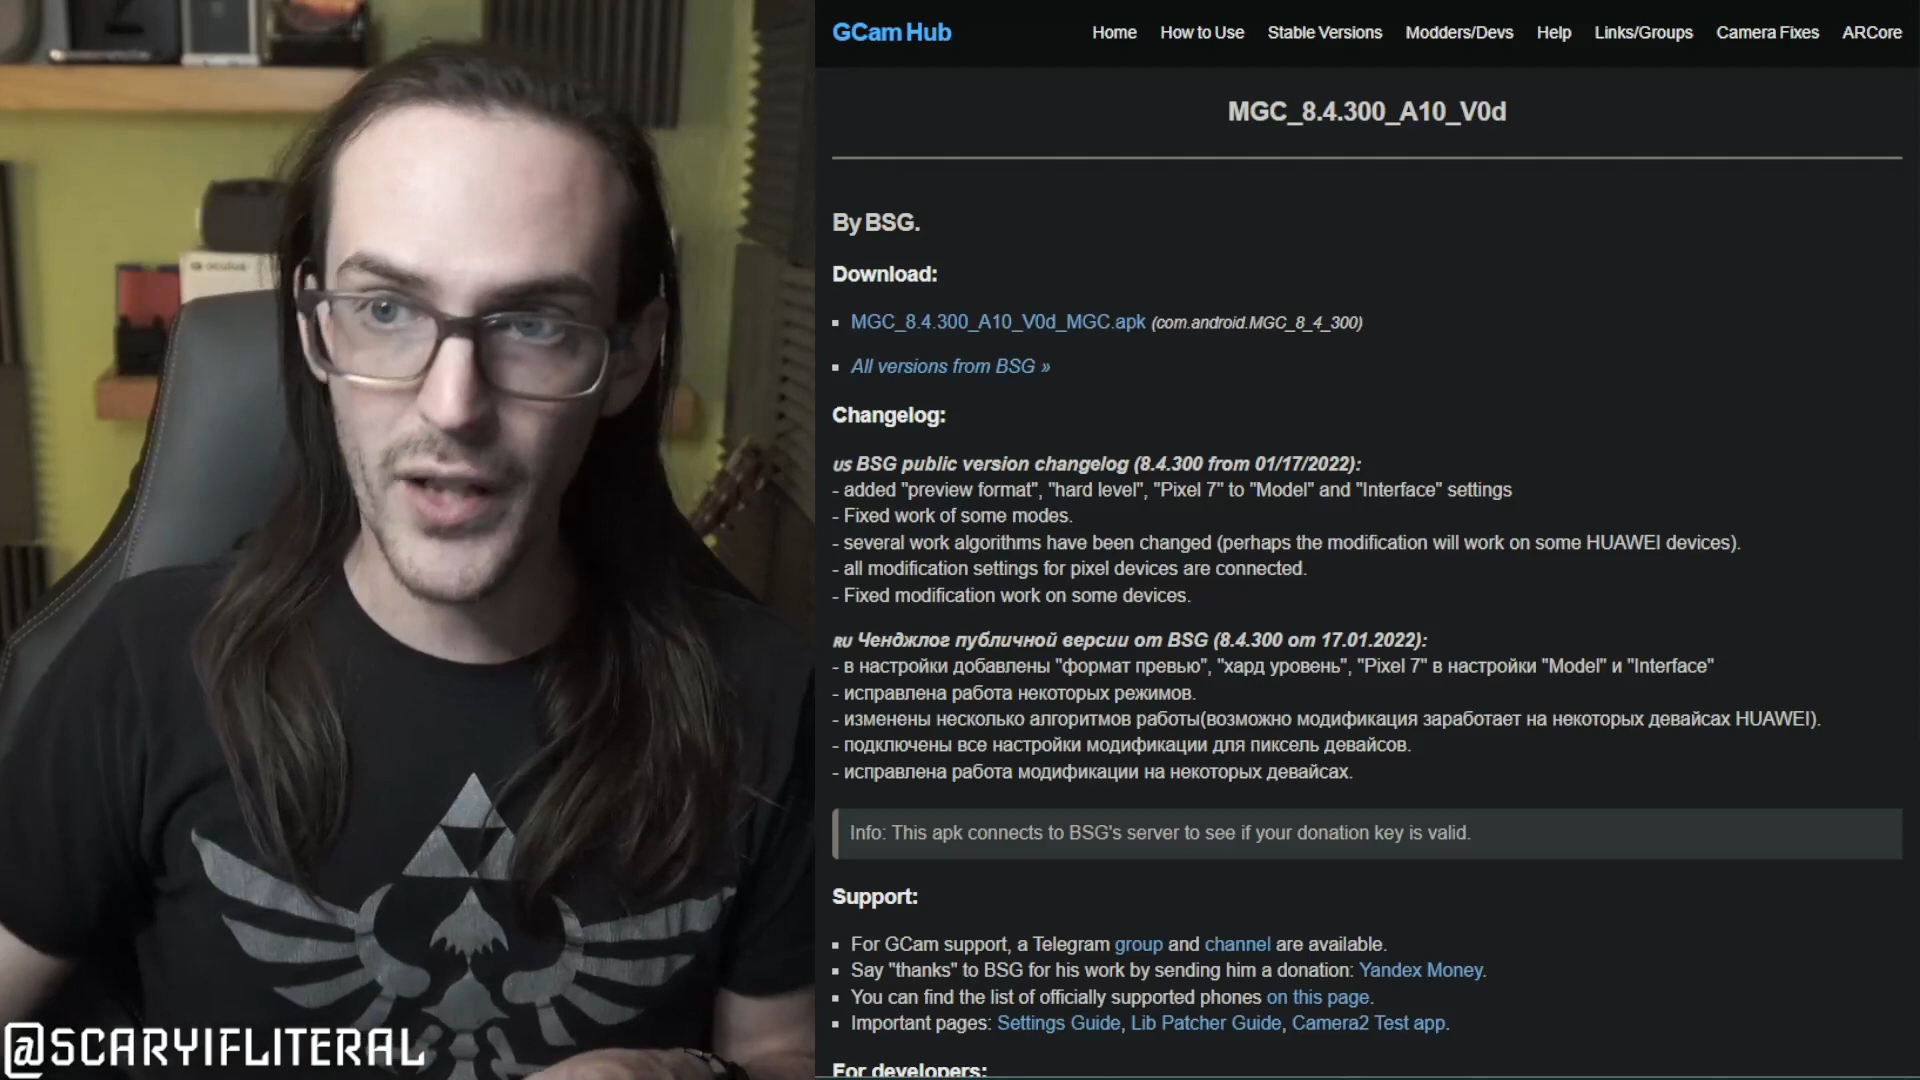 GCam Hub
Home How to Use Stable Versions Modders/Devs Help Links/Groups Camera Fixes ARCore
MGC_8.4.300_A10_V0d
By BSG.
Download:
MGC_8.4.300_A10_V0d_MGC.apk (com.android.MGC_8_4_300)
All versions from BSG »
Changelog:
US BSG public version changelog (8.4.300 from 01/17/2022):
- added "preview format", "hard level", "Pixel 7" to "Model" and "Interface" settings
- Fixed work of some modes.
- several work algorithms have been changed (perhaps the modification will work on some HUAWEI devices).
- all modification settings for pixel devices are connected.
- Fixed modification work on some devices.
RU Ченджлог публичной версии от BSG (8.4.300 от 17.01.2022):
- в настройки добавлены "формат превью", "хард уровень", "Pixel 7" в настройки "Model" и "Interface"
- исправлена работа некоторых режимов.
- изменены несколько алгоритмов работы(возможно модификация заработает на некоторых девайсах HUAWEI).
- подключены все настройки модификации для пиксель девайсов.
- исправлена работа модификации на некоторых девайсах.
Info: This apk connects to BSG's server to see if your donation key is valid.
Support:
For GCam support, a Telegram group and channel are available.
Say "thanks" to BSG for his work by sending him a donation: Yandex Money.
You can find the list of officially supported phones on this page.
Important pages: Settings Guide, Lib Patcher Guide, Camera2 Test app.
For developers:
oculus
@SCARYIFLITERAL